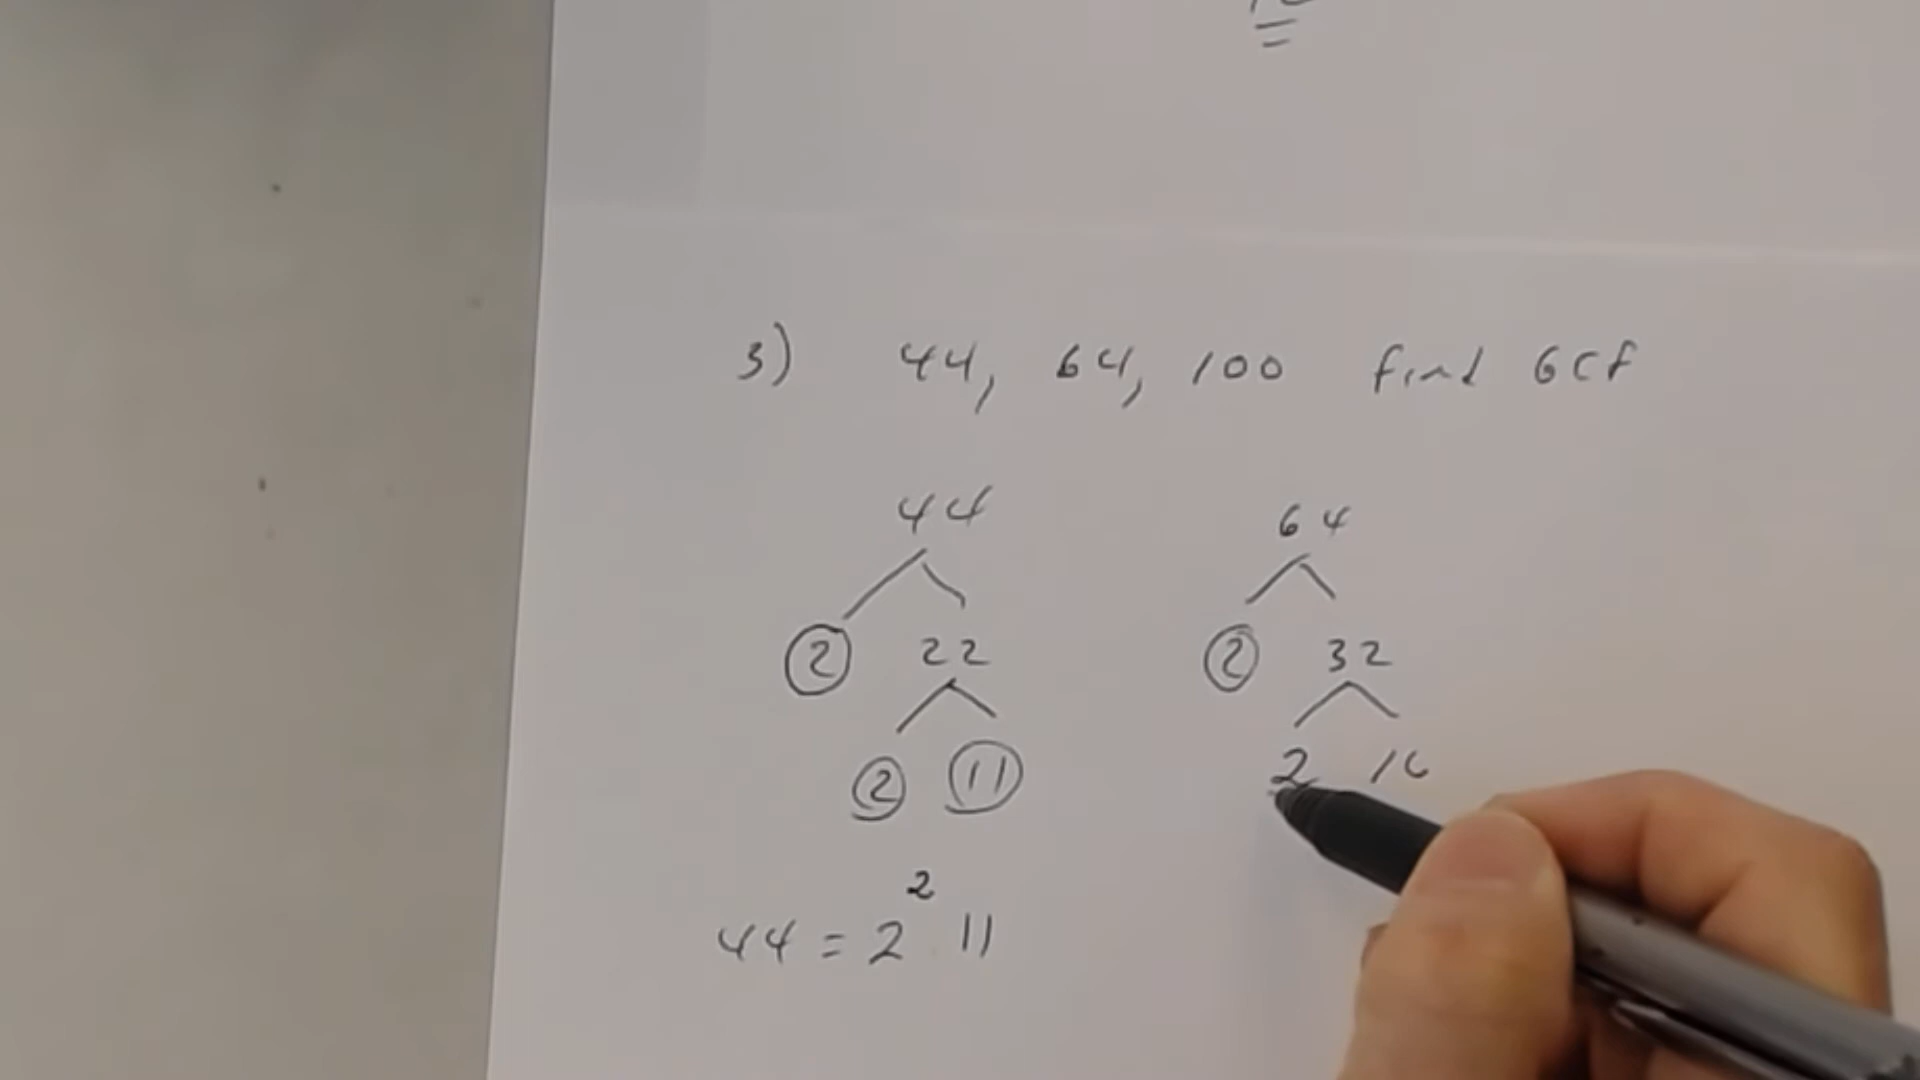 3) 44, 64, 100 find GCF
44 64
2 22 2 32
2 11 2 16
44 = 2² · 11